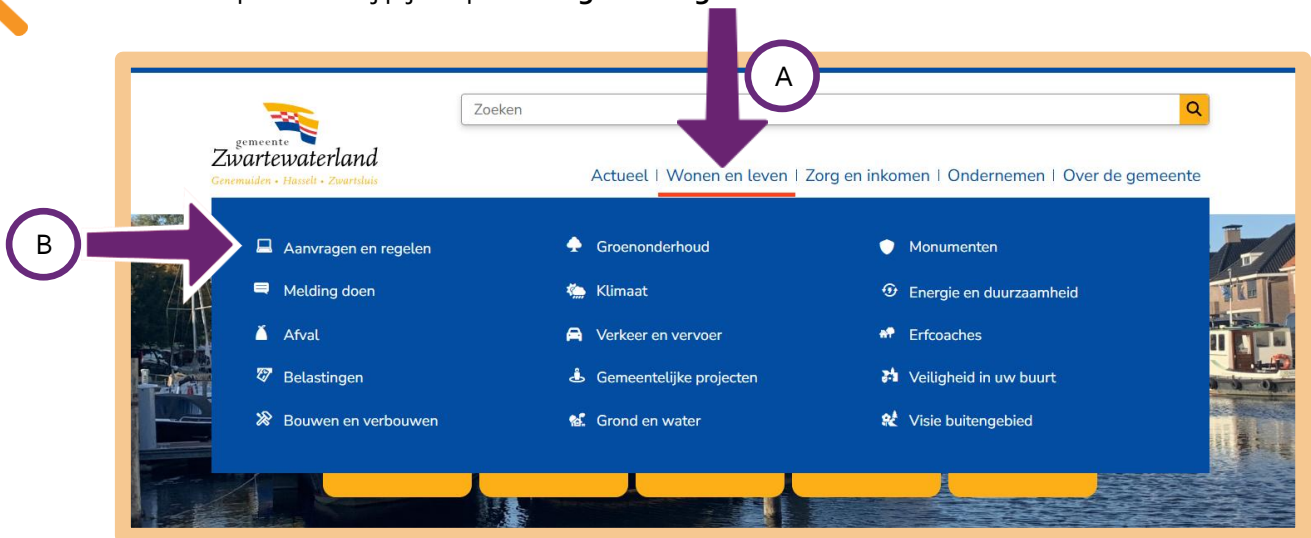 A
Zoeken
gemeente
Zwartewaterland
Genemuiden • Hasselt • Zwartsluis
Actueel | Wonen en leven | Zorg en inkomen | Ondernemen | Over de gemeente
B
Aanvragen en regelen
Melding doen
Afval
Belastingen
Bouwen en verbouwen
Groenonderhoud
Klimaat
Verkeer en vervoer
Gemeentelijke projecten
Grond en water
Monumenten
Energie en duurzaamheid
Erfcoaches
Veiligheid in uw buurt
Visie buitengebied